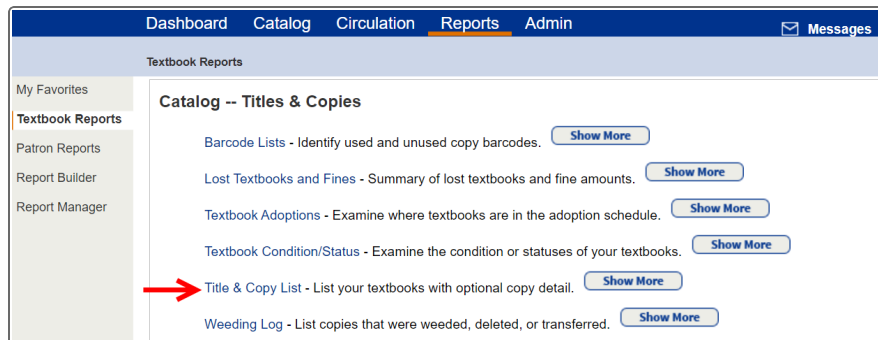 Dashboard Catalog Circulation Reports Admin Messages
Textbook Reports
My Favorites
Textbook Reports
Patron Reports
Report Builder
Report Manager
Catalog -- Titles & Copies
Barcode Lists - Identify used and unused copy barcodes. Show More
Lost Textbooks and Fines - Summary of lost textbooks and fine amounts. Show More
Textbook Adoptions - Examine where textbooks are in the adoption schedule. Show More
Textbook Condition/Status - Examine the condition or statuses of your textbooks. Show More
Title & Copy List - List your textbooks with optional copy detail. Show More
Weeding Log - List copies that were weeded, deleted, or transferred. Show More